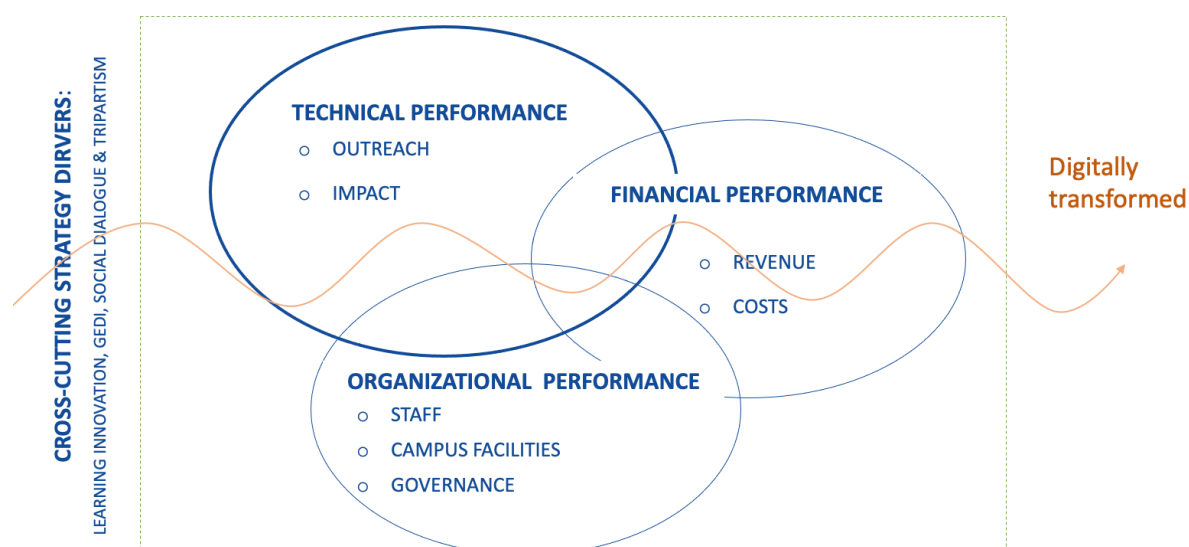 CROSS-CUTTING STRATEGY DIRVERS:
LEARNING INNOVATION, GEDI, SOCIAL DIALOGUE & TRIPARTISM
TECHNICAL PERFORMANCE
OUTREACH
IMPACT
FINANCIAL PERFORMANCE
REVENUE
COSTS
ORGANIZATIONAL PERFORMANCE
STAFF
CAMPUS FACILITIES
GOVERNANCE
Digitally
transformed